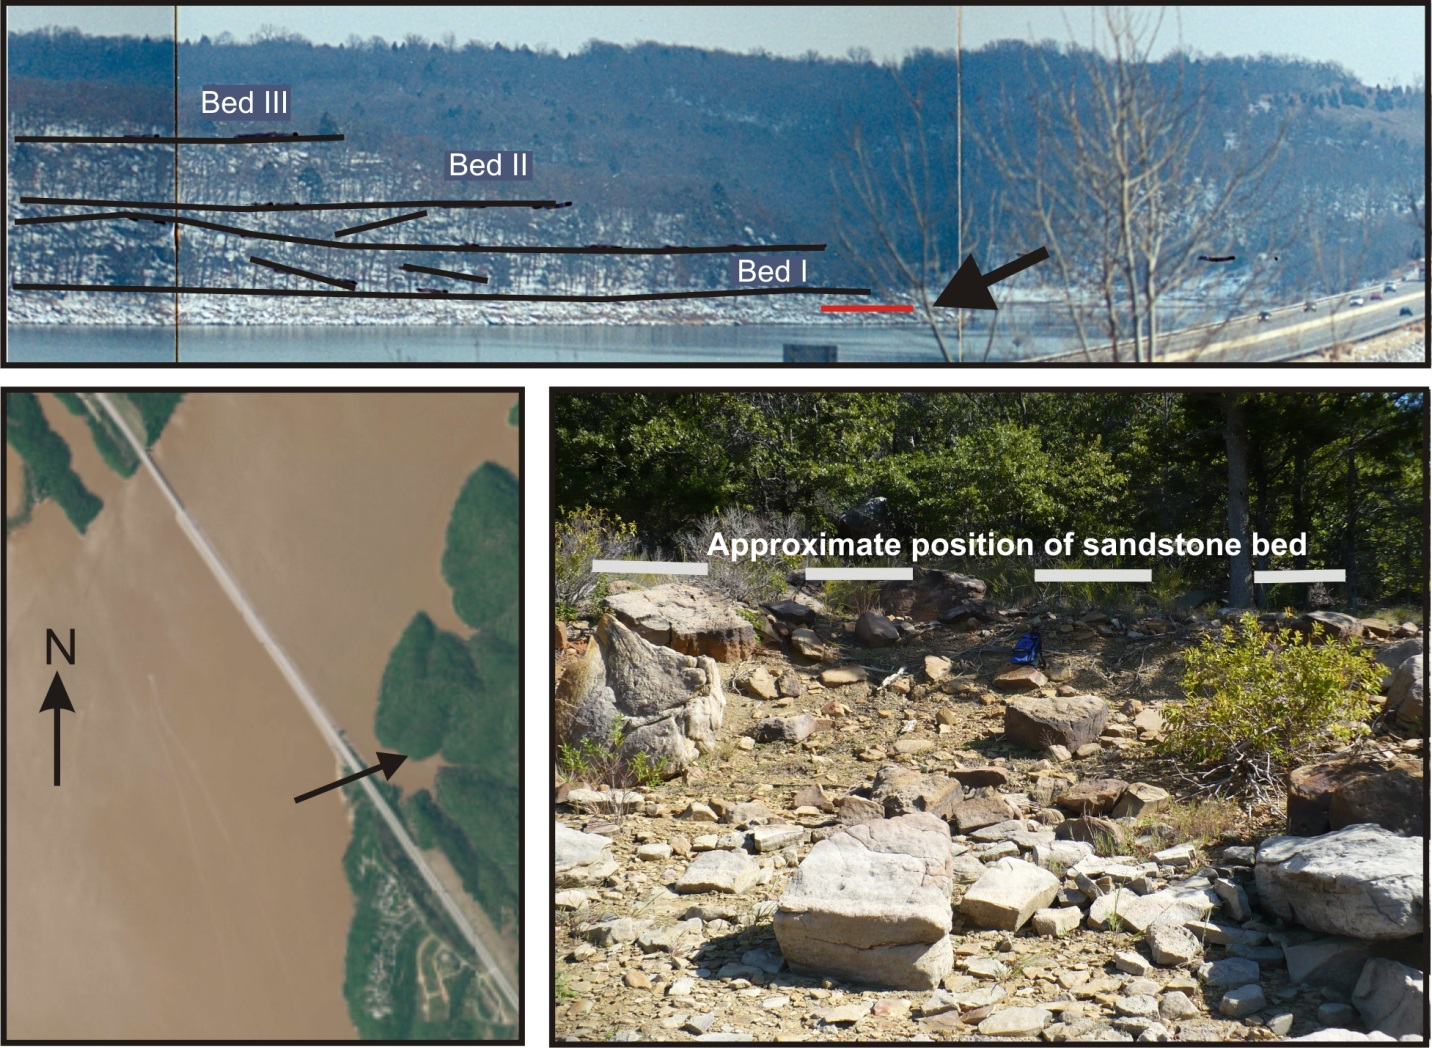 Bed III
Bed II
Bed I
N
Approximate position of sandstone bed